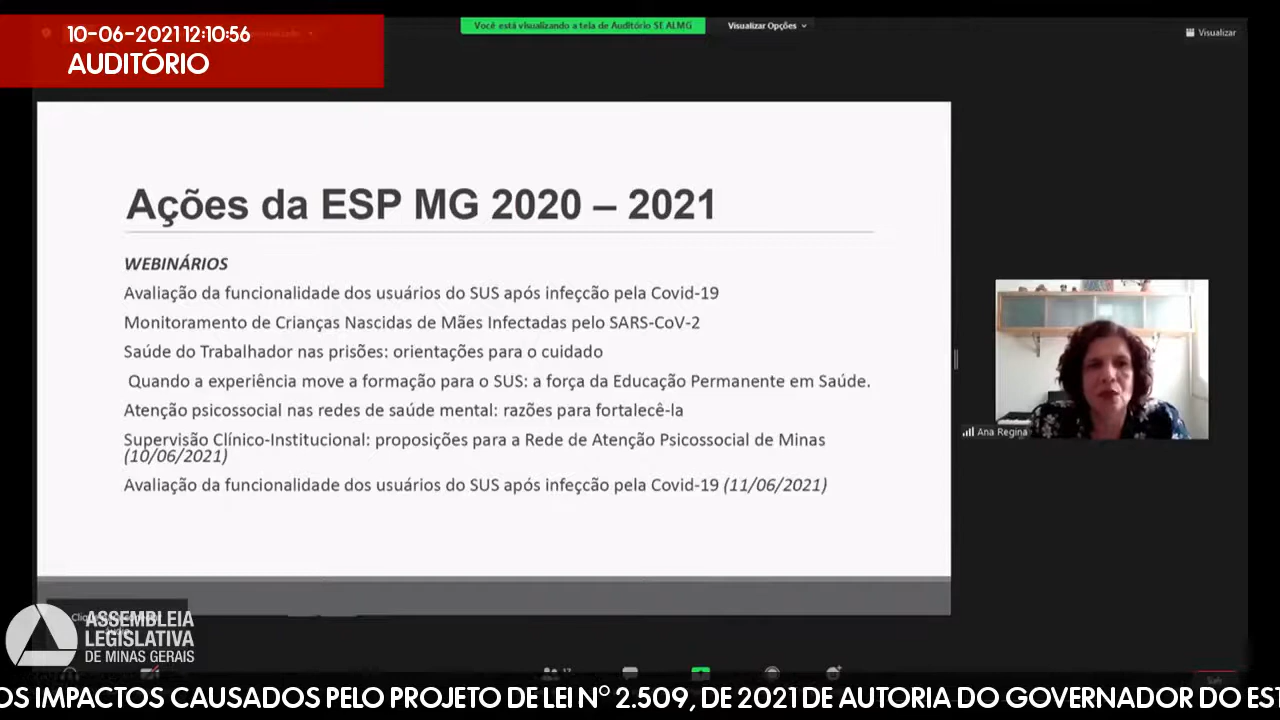 10-06-2021 12:10:56
AUDITÓRIO
Você está visualizando a tela de Auditório SE ALMG
Visualizar Opções
Visualizar
Ações da ESP MG 2020 – 2021
WEBINÁRIOS
Avaliação da funcionalidade dos usuários do SUS após infeçcão pela Covid-19
Monitoramento de Crianças Nascidas de Mães Infectadas pelo SARS-CoV-2
Saúde do Trabalhador nas prisões: orientações para o cuidado
Quando a experiência move a formação para o SUS: a força da Educação Permanente em Saúde.
Atenção psicossocial nas redes de saúde mental: razões para fortalecê-la
Supervisão Clínico-Institucional: proposições para a Rede de Atenção Psicossocial de Minas
(10/06/2021)
Avaliação da funcionalidade dos usuários do SUS após infeçcão pela Covid-19 (11/06/2021)
Ana Regina
ASSEMBLEIA
LEGISLATIVA
DE MINAS GERAIS
17
Sair
OS IMPACTOS CAUSADOS PELO PROJETO DE LEI N° 2.509, DE 2021 DE AUTORIA DO GOVERNADOR DO EST